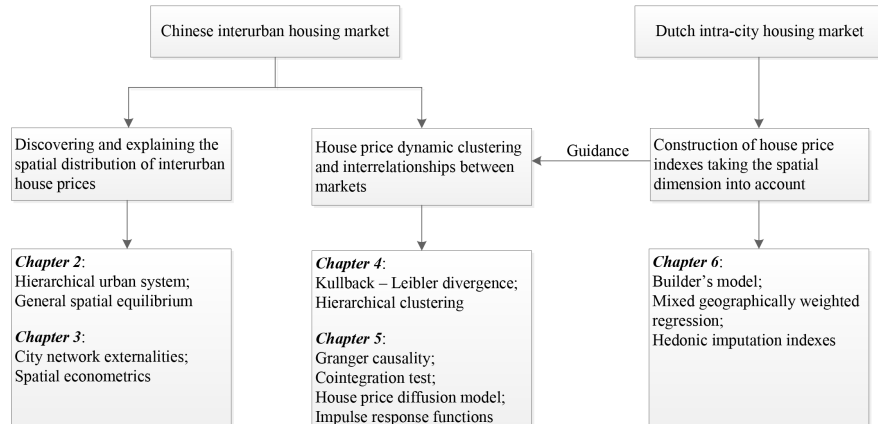 Chinese interurban housing market
Dutch intra-city housing market
Discovering and explaining the
spatial distribution of interurban
house prices
House price dynamic clustering
and interrelationships between
markets
Guidance
Construction of house price
indexes taking the spatial
dimension into account
Chapter 2:
Hierarchical urban system;
General spatial equilibrium
Chapter 3:
City network externalities;
Spatial econometrics
Chapter 4:
Kullback – Leibler divergence;
Hierarchical clustering
Chapter 5:
Granger causality;
Cointegration test;
House price diffusion model;
Impulse response functions
Chapter 6:
Builder's model;
Mixed geographically weighted
regression;
Hedonic imputation indexes